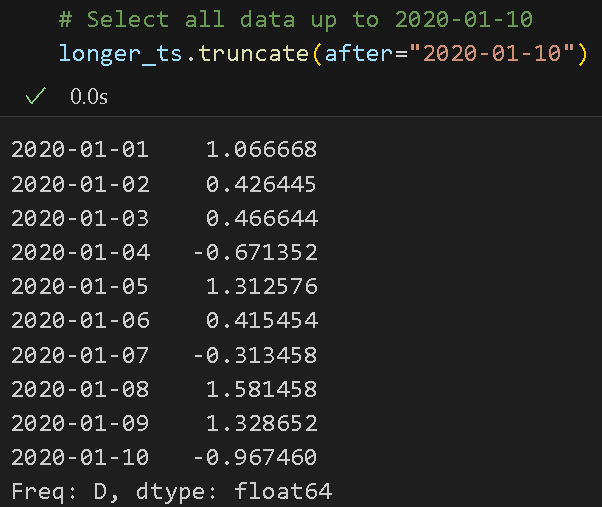 # Select all data up to 2020-01-10
longer_ts.truncate(after="2020-01-10")
0.0s
2020-01-01    1.066668
2020-01-02    0.426445
2020-01-03    0.466644
2020-01-04   -0.671352
2020-01-05    1.312576
2020-01-06    0.415454
2020-01-07   -0.313458
2020-01-08    1.581458
2020-01-09    1.328652
2020-01-10   -0.967460
Freq: D, dtype: float64